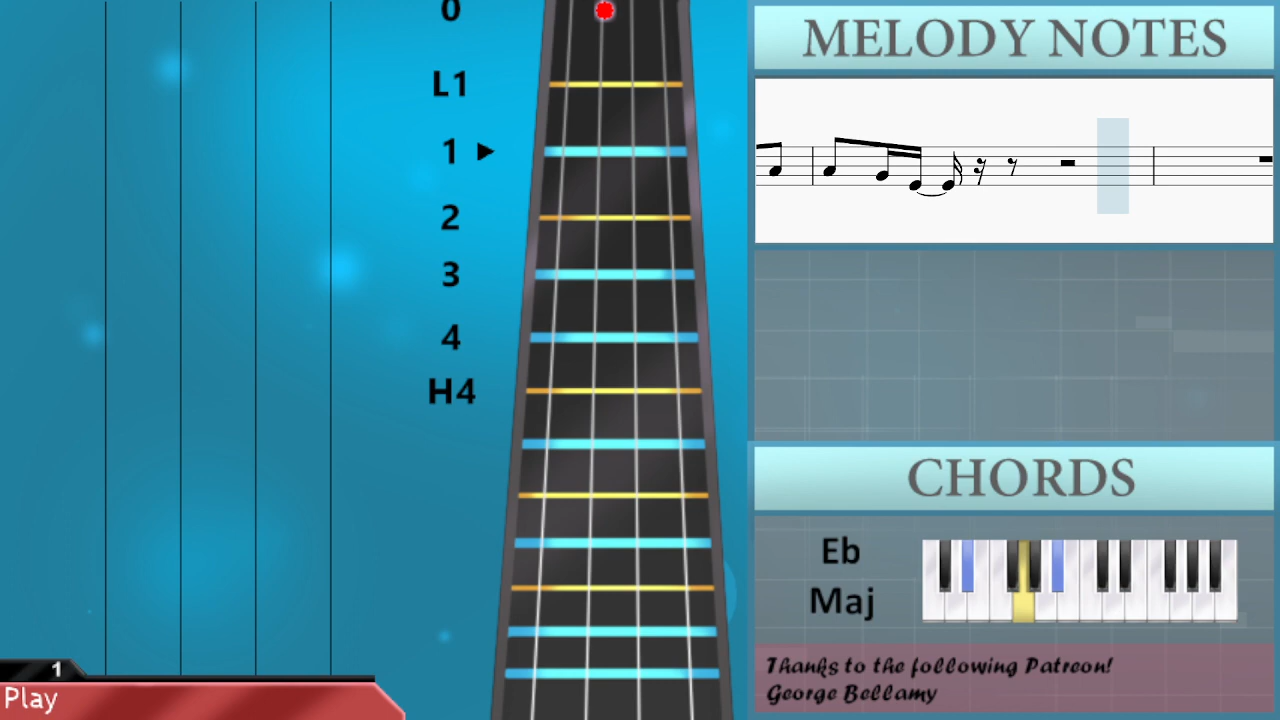 0
L1
1
2
3
4
H4
1
Play
MELODY NOTES
CHORDS
Eb
Maj
Thanks to the following Patreon!
George Bellamy